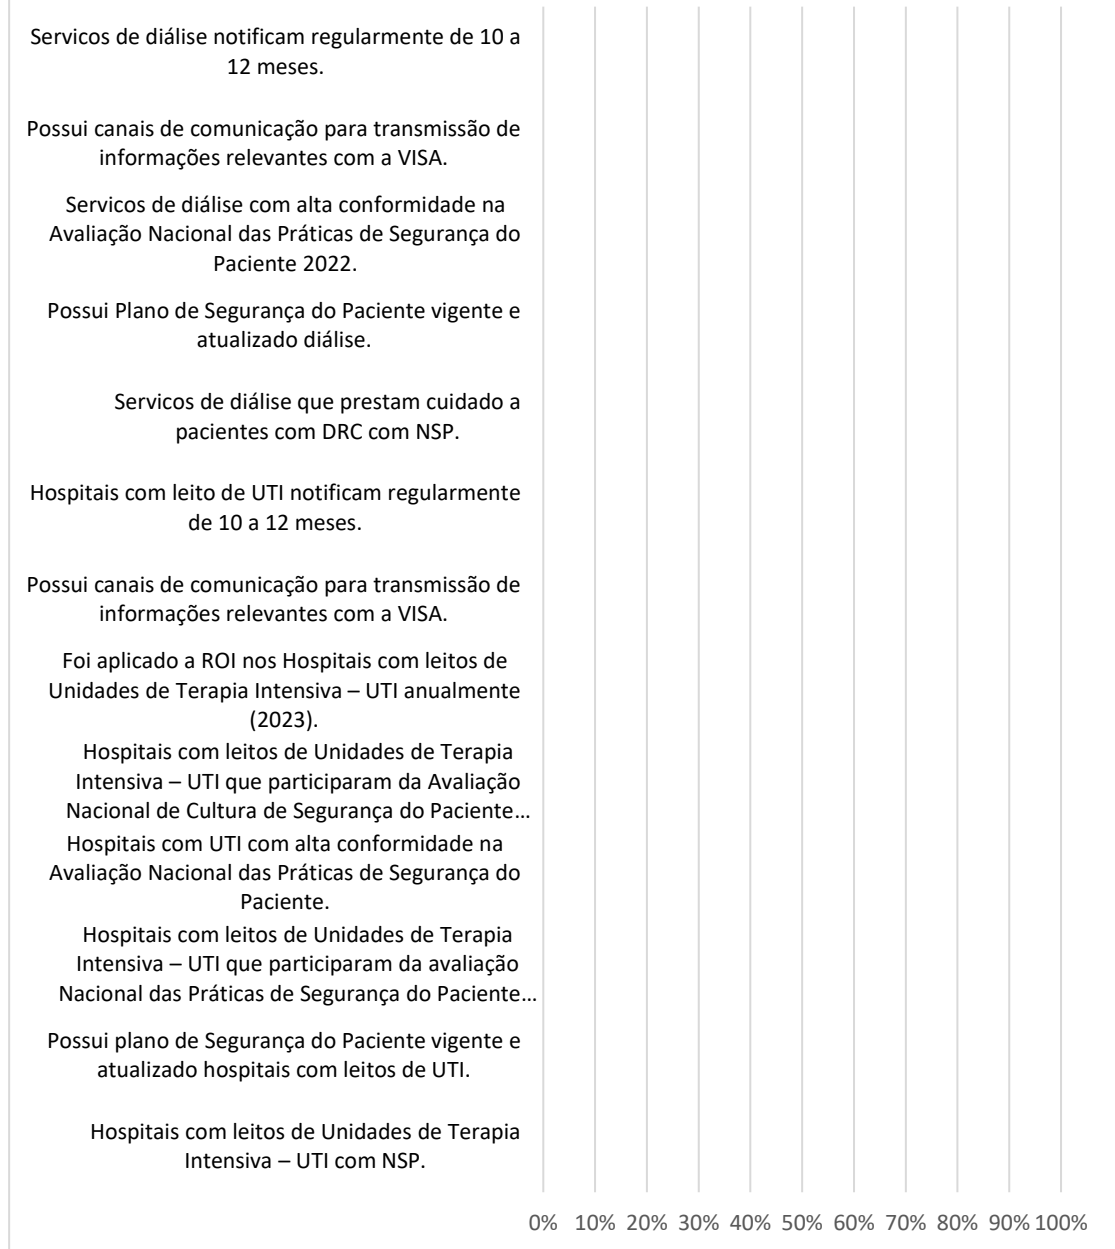 Servicos de diálise notificam regularmente de 10 a
12 meses.
Possui canais de comunicação para transmissão de
informações relevantes com a VISA.
Servicos de diálise com alta conformidade na
Avaliação Nacional das Práticas de Segurança do
Paciente 2022.
Possui Plano de Segurança do Paciente vigente e
atualizado diálise.
Servicos de diálise que prestam cuidado a
pacientes com DRC com NSP.
Hospitais com leito de UTI notificam regularmente
de 10 a 12 meses.
Possui canais de comunicação para transmissão de
informações relevantes com a VISA.
Foi aplicado a ROI nos Hospitais com leitos de
Unidades de Terapia Intensiva – UTI anualmente
(2023).
Hospitais com leitos de Unidades de Terapia
Intensiva – UTI que participaram da Avaliação
Nacional de Cultura de Segurança do Paciente...
Hospitais com UTI com alta conformidade na
Avaliação Nacional das Práticas de Segurança do
Paciente.
Hospitais com leitos de Unidades de Terapia
Intensiva – UTI que participaram da avaliação
Nacional das Práticas de Segurança do Paciente...
Possui plano de Segurança do Paciente vigente e
atualizado hospitais com leitos de UTI.
Hospitais com leitos de Unidades de Terapia
Intensiva – UTI com NSP.
0% 10% 20% 30% 40% 50% 60% 70% 80% 90% 100%